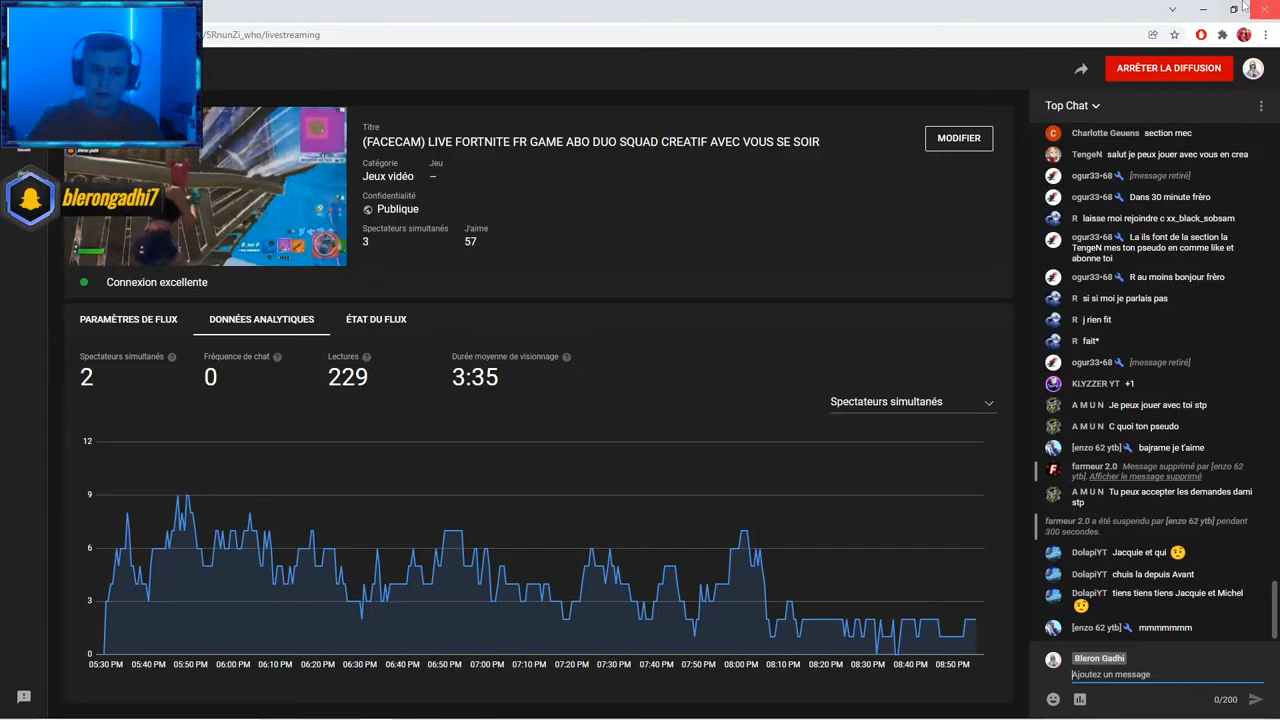 5RnunZi_who/livestreaming
ARRÊTER LA DIFFUSION
blerongadhi7
Titre
(FACECAM) LIVE FORTNITE FR GAME ABO DUO SQUAD CREATIF AVEC VOUS SE SOIR
MODIFIER
Catégorie Jeu
Jeux vidéo –
Confidentialité
Publique
Spectateurs simultanés J'aime
3 57
Connexion excellente
PARAMÈTRES DE FLUX DONNÉES ANALYTIQUES ÉTAT DU FLUX
Spectateurs simultanés Fréquence de chat Lectures Durée moyenne de visionnage
2 0 229 3:35
Spectateurs simultanés
12
9
6
3
0
05:30 PM 05:40 PM 05:50 PM 06:00 PM 06:10 PM 06:20 PM 06:30 PM 06:40 PM 06:50 PM 07:00 PM 07:10 PM 07:20 PM 07:30 PM 07:40 PM 07:50 PM 08:00 PM 08:10 PM 08:20 PM 08:30 PM 08:40 PM 08:50 PM
Top Chat
C Charlotte Geuens section mec
TengeN salut je peux jouer avec vous en crea
ogur33•68 [message retiré]
ogur33•68 Dans 30 minute frèro
R laisse moi rejoindre c xx_black_sobsam
ogur33•68 La ils font de la section la
TengeN mes ton pseudo en comme like et
abonne toi
ogur33•68 R au moins bonjour frèro
R si si moi je parlais pas
R j rien fit
R fait*
ogur33•68 [message retiré]
KLYZZER YT +1
A M U N Je peux jouer avec toi stp
A M U N C quoi ton pseudo
[enzo 62 ytb] bajrame je t'aime
farmeur 2.0 Message supprimé par [enzo 62
ytb]. Afficher le message supprimé
A M U N Tu peux accepter les demandes dami
stp
farmeur 2.0 a été suspendu par [enzo 62 ytb] pendant
300 secondes.
DolapiYT Jacquie et qui 🤨
DolapiYT chuis la depuis Avant
DolapiYT tiens tiens tiens Jacquie et Michel
🤨
[enzo 62 ytb] mmmmmmm
Bleron Gadhi
Ajoutez un message
0/200